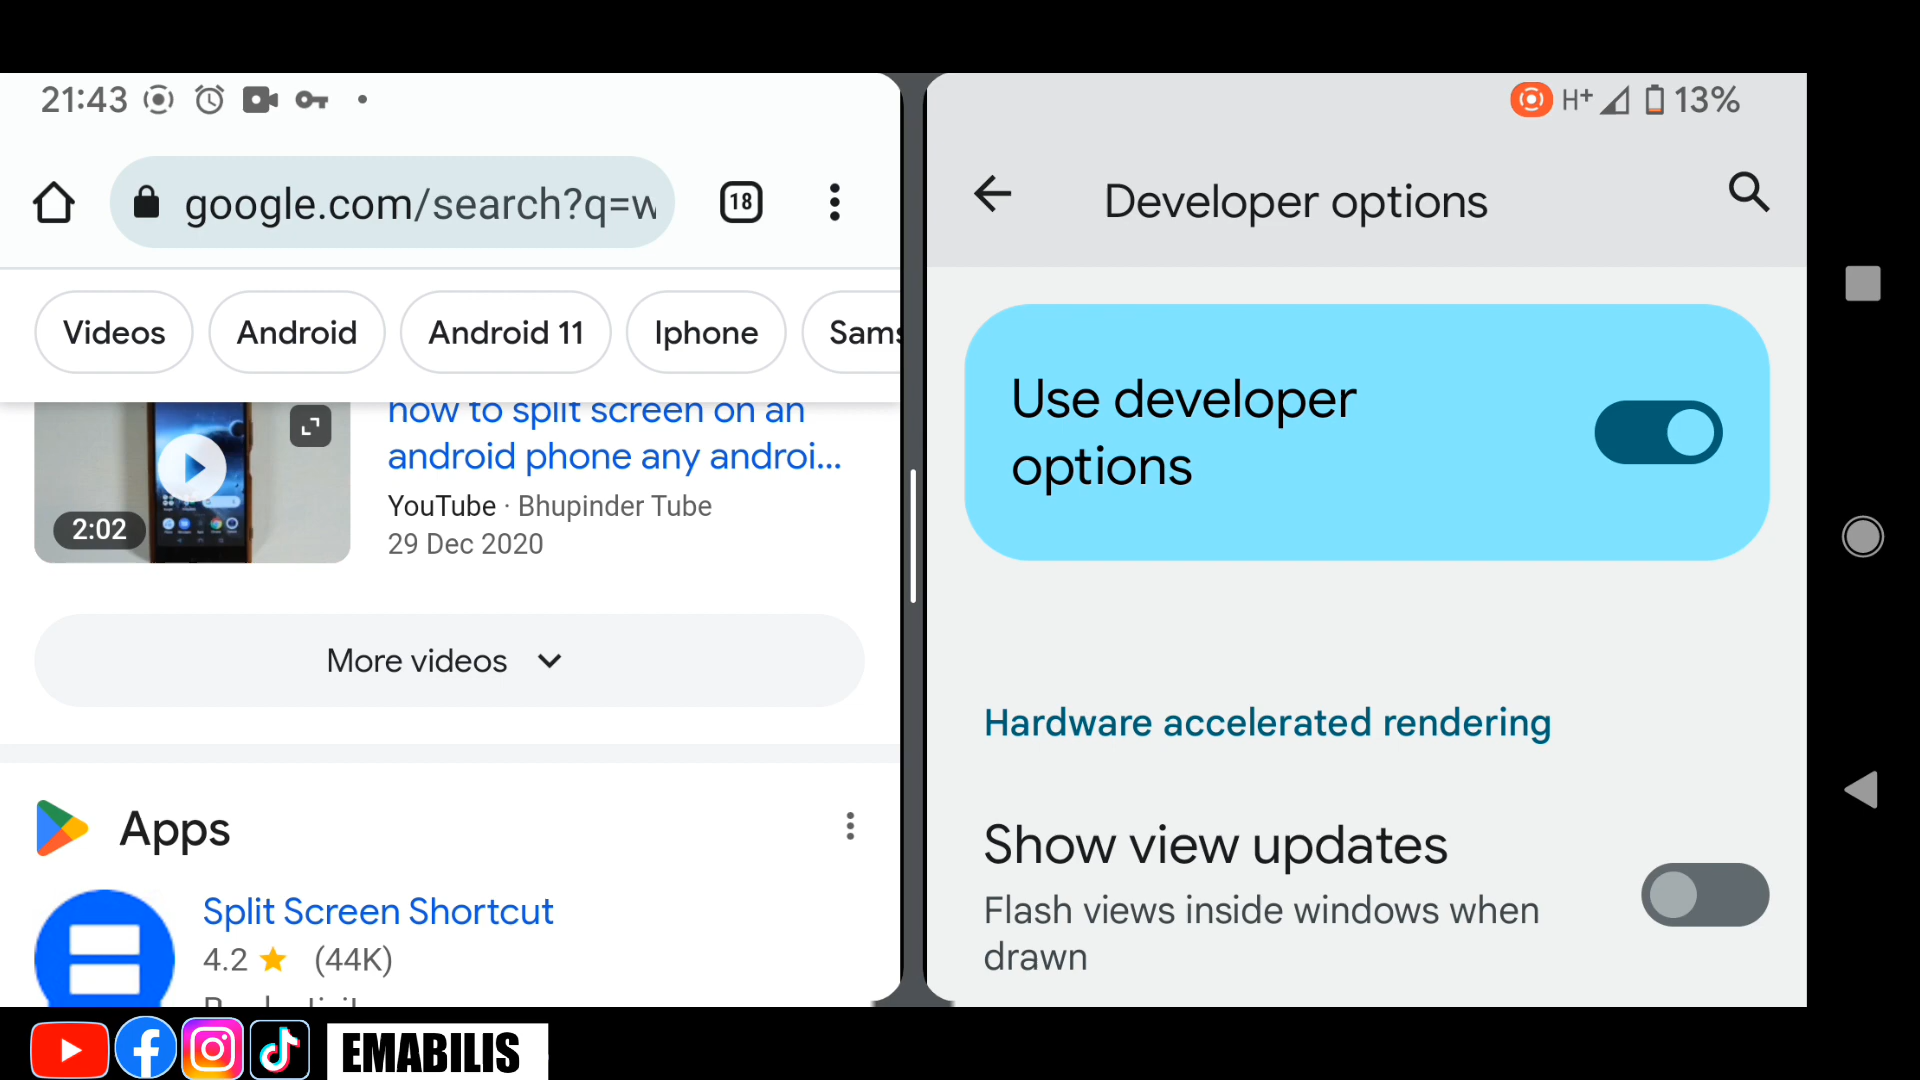 21:43
google.com/search?q=w
18
Videos
Android
Android 11
Iphone
Sams
how to split screen on an
android phone any androi...
YouTube · Bhupinder Tube
29 Dec 2020
2:02
More videos
Apps
Split Screen Shortcut
4.2 ★ (44K)
H+ 13%
Developer options
Use developer
options
Hardware accelerated rendering
Show view updates
Flash views inside windows when
drawn
EMABILIS